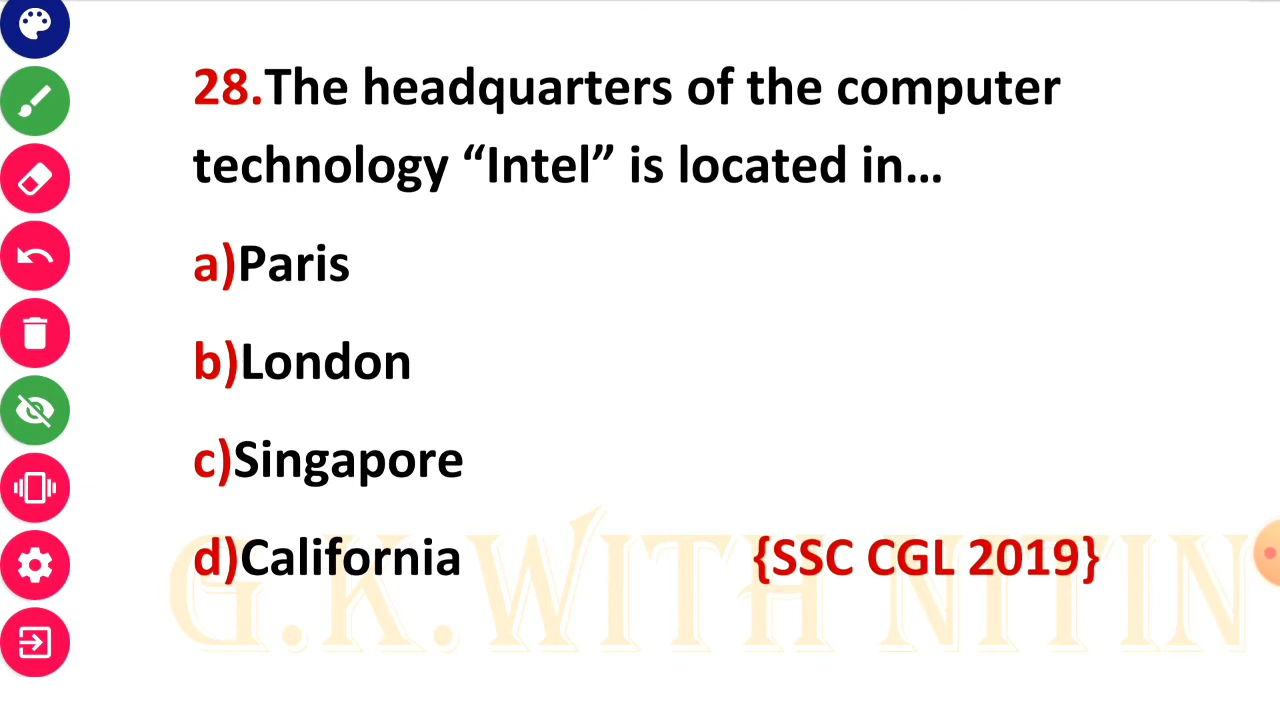 28.The headquarters of the computer
technology “Intel” is located in...
a)Paris
b)London
c)Singapore
d)California {SSC CGL 2019}
G.K.WITH NITIN